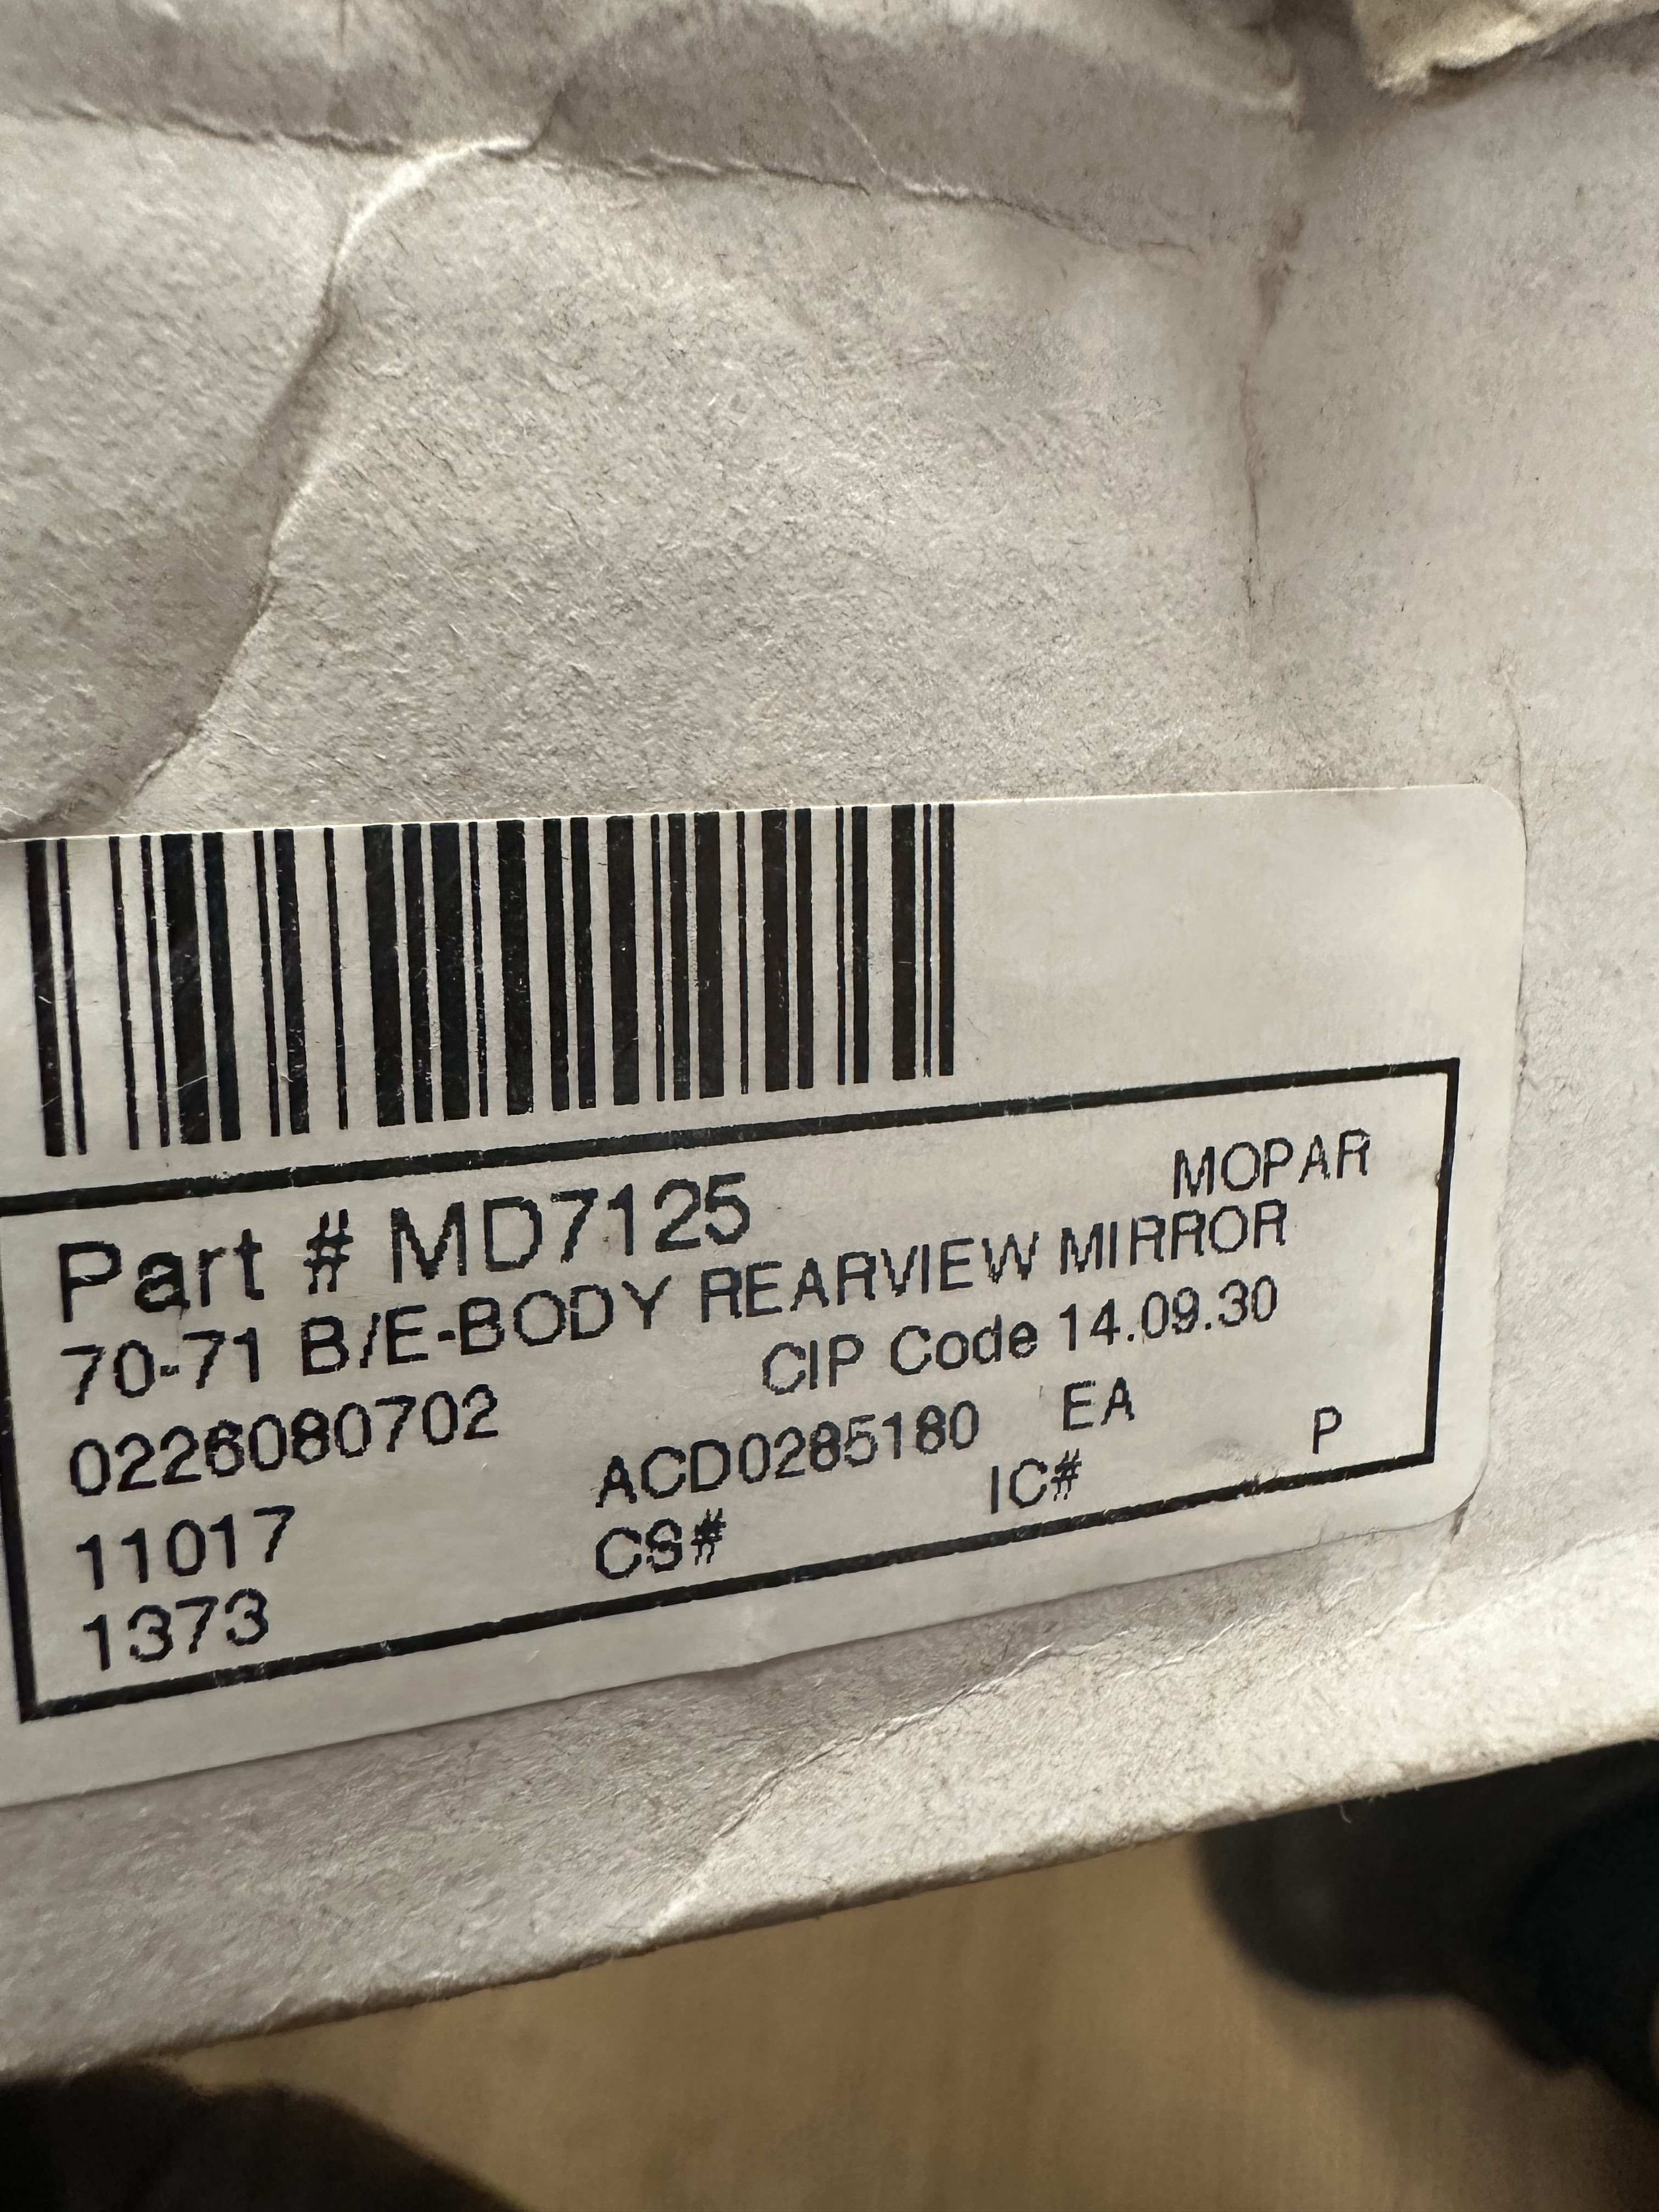 MOPAR
Part # MD7125
70-71 B/E-BODY REARVIEW MIRROR
CIP Code 14.09.30
0226080702
ACD0285180 EA
11017
CS# IC# P
1373